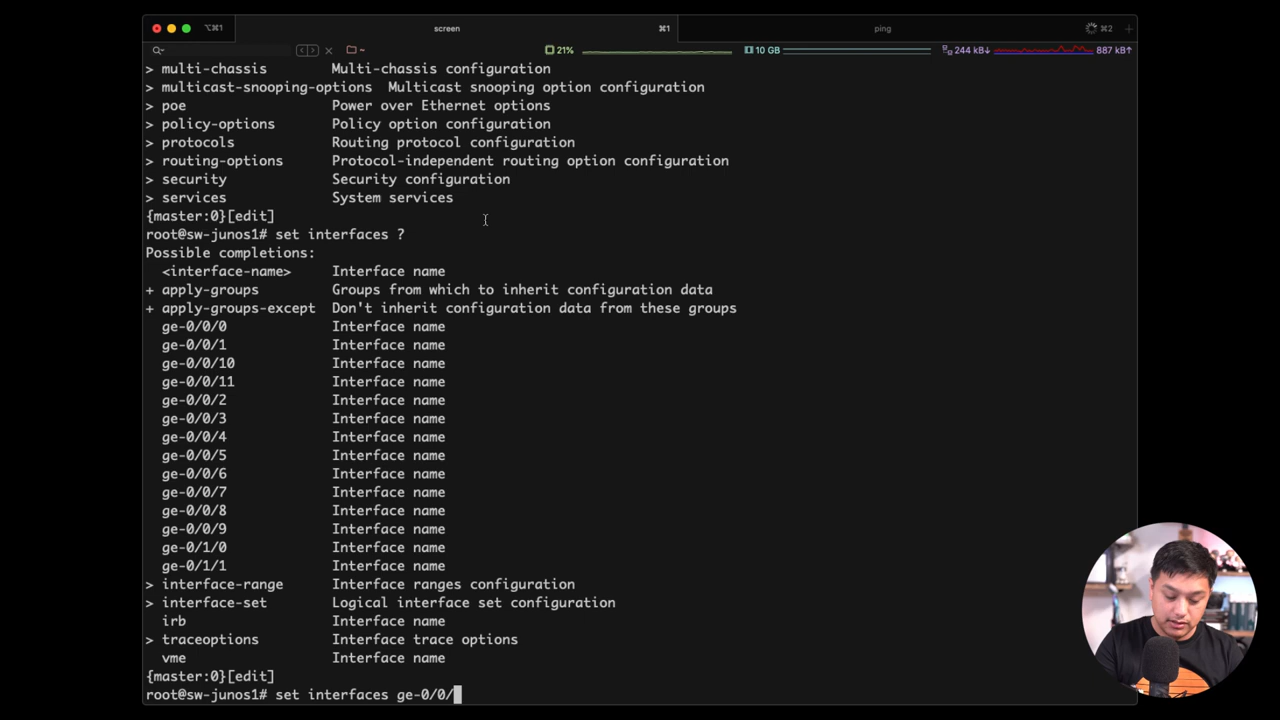 ⌥⌘1
screen
⌘1
ping
⌘2
~
21%
10 GB
244 kB↓
887 kB↑
> multi-chassis Multi-chassis configuration
> multicast-snooping-options Multicast snooping option configuration
> poe Power over Ethernet options
> policy-options Policy option configuration
> protocols Routing protocol configuration
> routing-options Protocol-independent routing option configuration
> security Security configuration
> services System services
{master:0}[edit]
root@sw-junos1# set interfaces ?
Possible completions:
<interface-name> Interface name
+ apply-groups Groups from which to inherit configuration data
+ apply-groups-except Don't inherit configuration data from these groups
ge-0/0/0 Interface name
ge-0/0/1 Interface name
ge-0/0/10 Interface name
ge-0/0/11 Interface name
ge-0/0/2 Interface name
ge-0/0/3 Interface name
ge-0/0/4 Interface name
ge-0/0/5 Interface name
ge-0/0/6 Interface name
ge-0/0/7 Interface name
ge-0/0/8 Interface name
ge-0/0/9 Interface name
ge-0/1/0 Interface name
ge-0/1/1 Interface name
> interface-range Interface ranges configuration
> interface-set Logical interface set configuration
irb Interface name
> traceoptions Interface trace options
vme Interface name
{master:0}[edit]
root@sw-junos1# set interfaces ge-0/0/